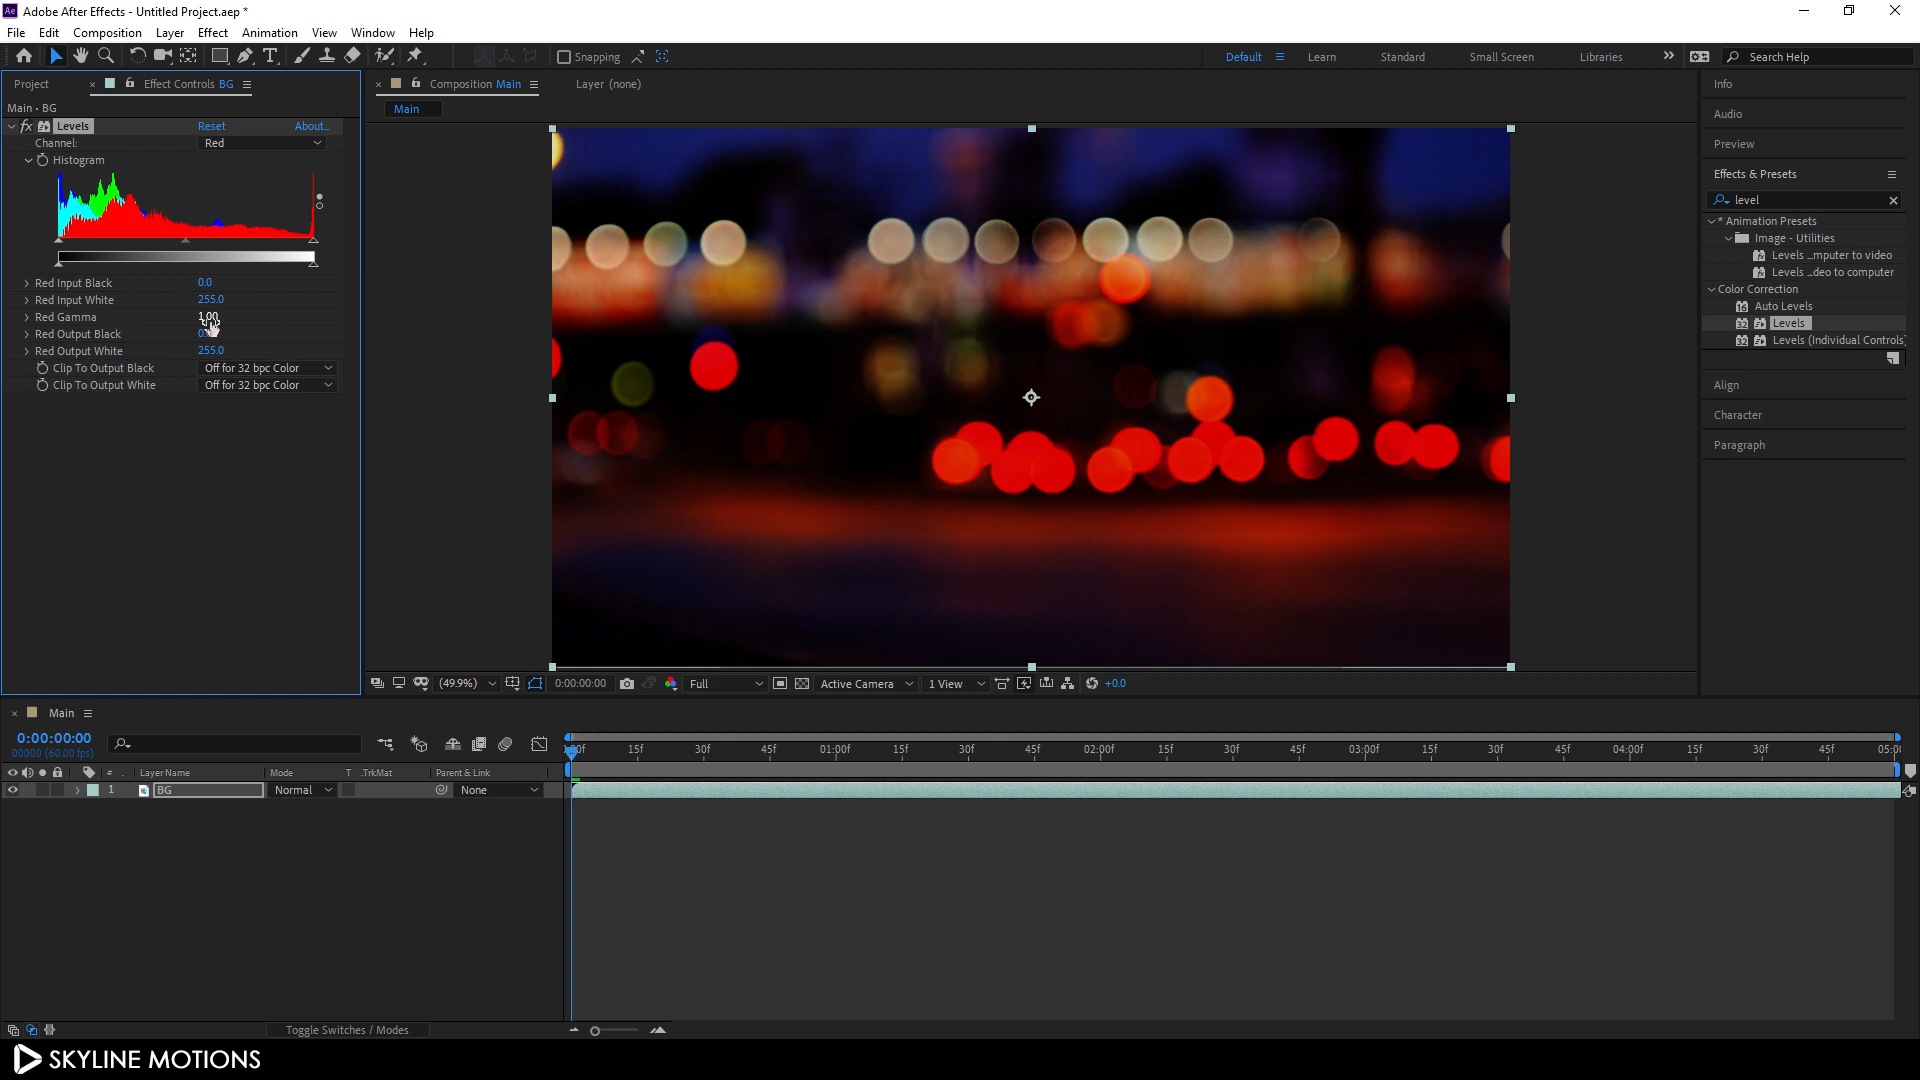 Ae Adobe After Effects - Untitled Project.aep *
File Edit Composition Layer Effect Animation View Window Help
Snapping Default Learn Standard Small Screen Libraries Search Help
Project Effect Controls BG Composition Main Layer (none) Info
Main • BG Main
fx Levels Reset About...
Channel: Red
Histogram
Red Input Black 0.0
Red Input White 255.0
Red Gamma 1.00
Red Output Black
Red Output White 255.0
Clip To Output Black Off for 32 bpc Color
Clip To Output White Off for 32 bpc Color
Audio
Preview
Effects & Presets
level
* Animation Presets
Image - Utilities
Levels ...mputer to video
Levels ...deo to computer
Color Correction
16 Auto Levels
32 Levels
32 Levels (Individual Controls)
Align
Character
Paragraph
(49.9%) 0:00:00:00 Full Active Camera 1 View +0.0
Main
0:00:00:00
00000 (60.00 fps)
15f 30f 45f 01:00f 15f 30f 45f 02:00f 15f 30f 45f 03:00f 15f 30f 45f 04:00f 15f 30f 45f
# Layer Name Mode T .TrkMat Parent & Link
1 BG Normal None
Toggle Switches / Modes
SKYLINE MOTIONS